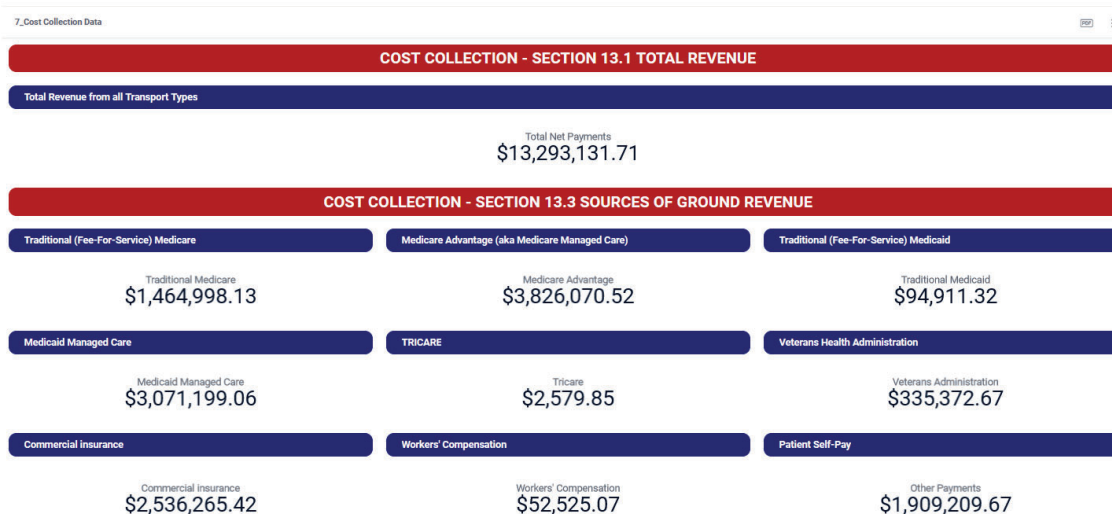 7_Cost Collection Data
PDF
COST COLLECTION - SECTION 13.1 TOTAL REVENUE
Total Revenue from all Transport Types
Total Net Payments
$13,293,131.71
COST COLLECTION - SECTION 13.3 SOURCES OF GROUND REVENUE
Traditional (Fee-For-Service) Medicare
Medicare Advantage (aka Medicare Managed Care)
Traditional (Fee-For-Service) Medicaid
Traditional Medicare
$1,464,998.13
Medicare Advantage
$3,826,070.52
Traditional Medicaid
$94,911.32
Medicaid Managed Care
TRICARE
Veterans Health Administration
Medicaid Managed Care
$3,071,199.06
Tricare
$2,579.85
Veterans Administration
$335,372.67
Commercial insurance
Workers' Compensation
Patient Self-Pay
Commercial insurance
$2,536,265.42
Workers' Compensation
$52,525.07
Other Payments
$1,909,209.67